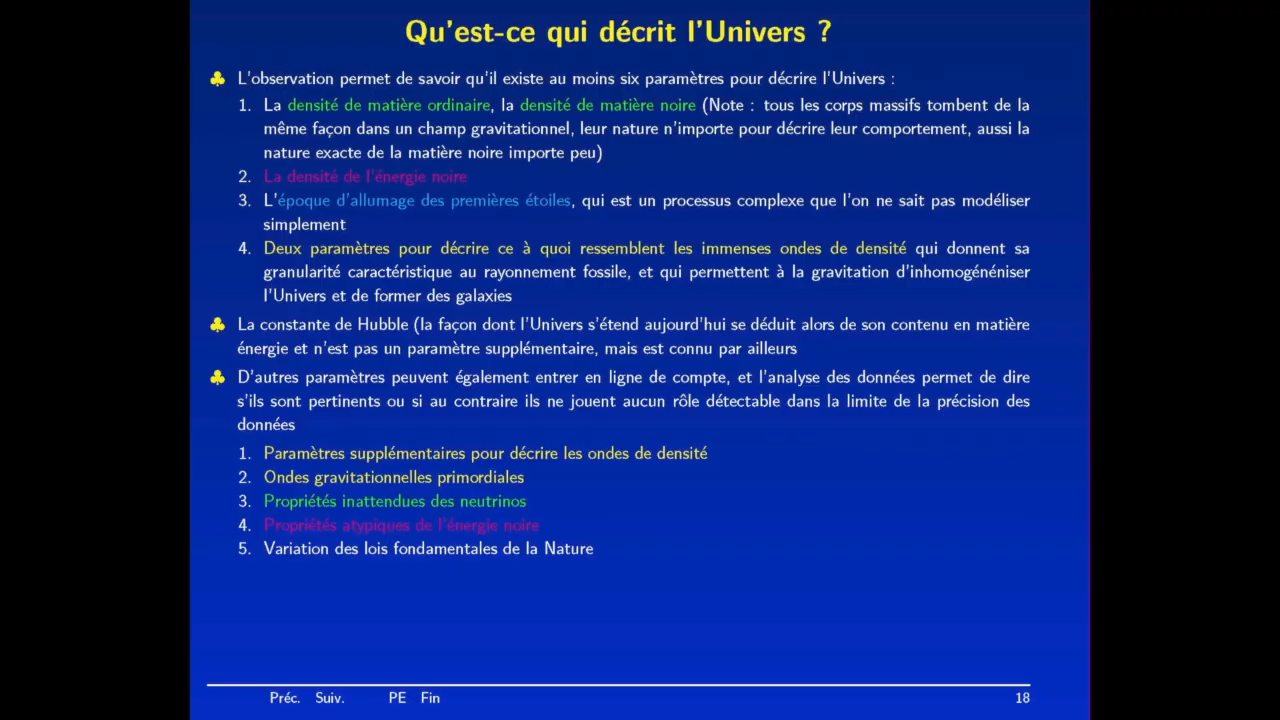 Qu'est-ce qui décrit l'Univers ?
♣ L'observation permet de savoir qu'il existe au moins six paramètres pour décrire l'Univers :
1. La densité de matière ordinaire, la densité de matière noire (Note : tous les corps massifs tombent de la
même façon dans un champ gravitationnel, leur nature n'importe pour décrire leur comportement, aussi la
nature exacte de la matière noire importe peu)
2. La densité de l'énergie noire
3. L'époque d'allumage des premières étoiles, qui est un processus complexe que l'on ne sait pas modéliser
simplement
4. Deux paramètres pour décrire ce à quoi ressemblent les immenses ondes de densité qui donnent sa
granularité caractéristique au rayonnement fossile, et qui permettent à la gravitation d'inhomogénéniser
l'Univers et de former des galaxies
♣ La constante de Hubble (la façon dont l'Univers s'étend aujourd'hui se déduit alors de son contenu en matière
énergie et n'est pas un paramètre supplémentaire, mais est connu par ailleurs
♣ D'autres paramètres peuvent également entrer en ligne de compte, et l'analyse des données permet de dire
s'ils sont pertinents ou si au contraire ils ne jouent aucun rôle détectable dans la limite de la précision des
données
1. Paramètres supplémentaires pour décrire les ondes de densité
2. Ondes gravitationnelles primordiales
3. Propriétés inattendues des neutrinos
4. Propriétés atypiques de l'énergie noire
5. Variation des lois fondamentales de la Nature
Préc. Suiv. PE Fin 18